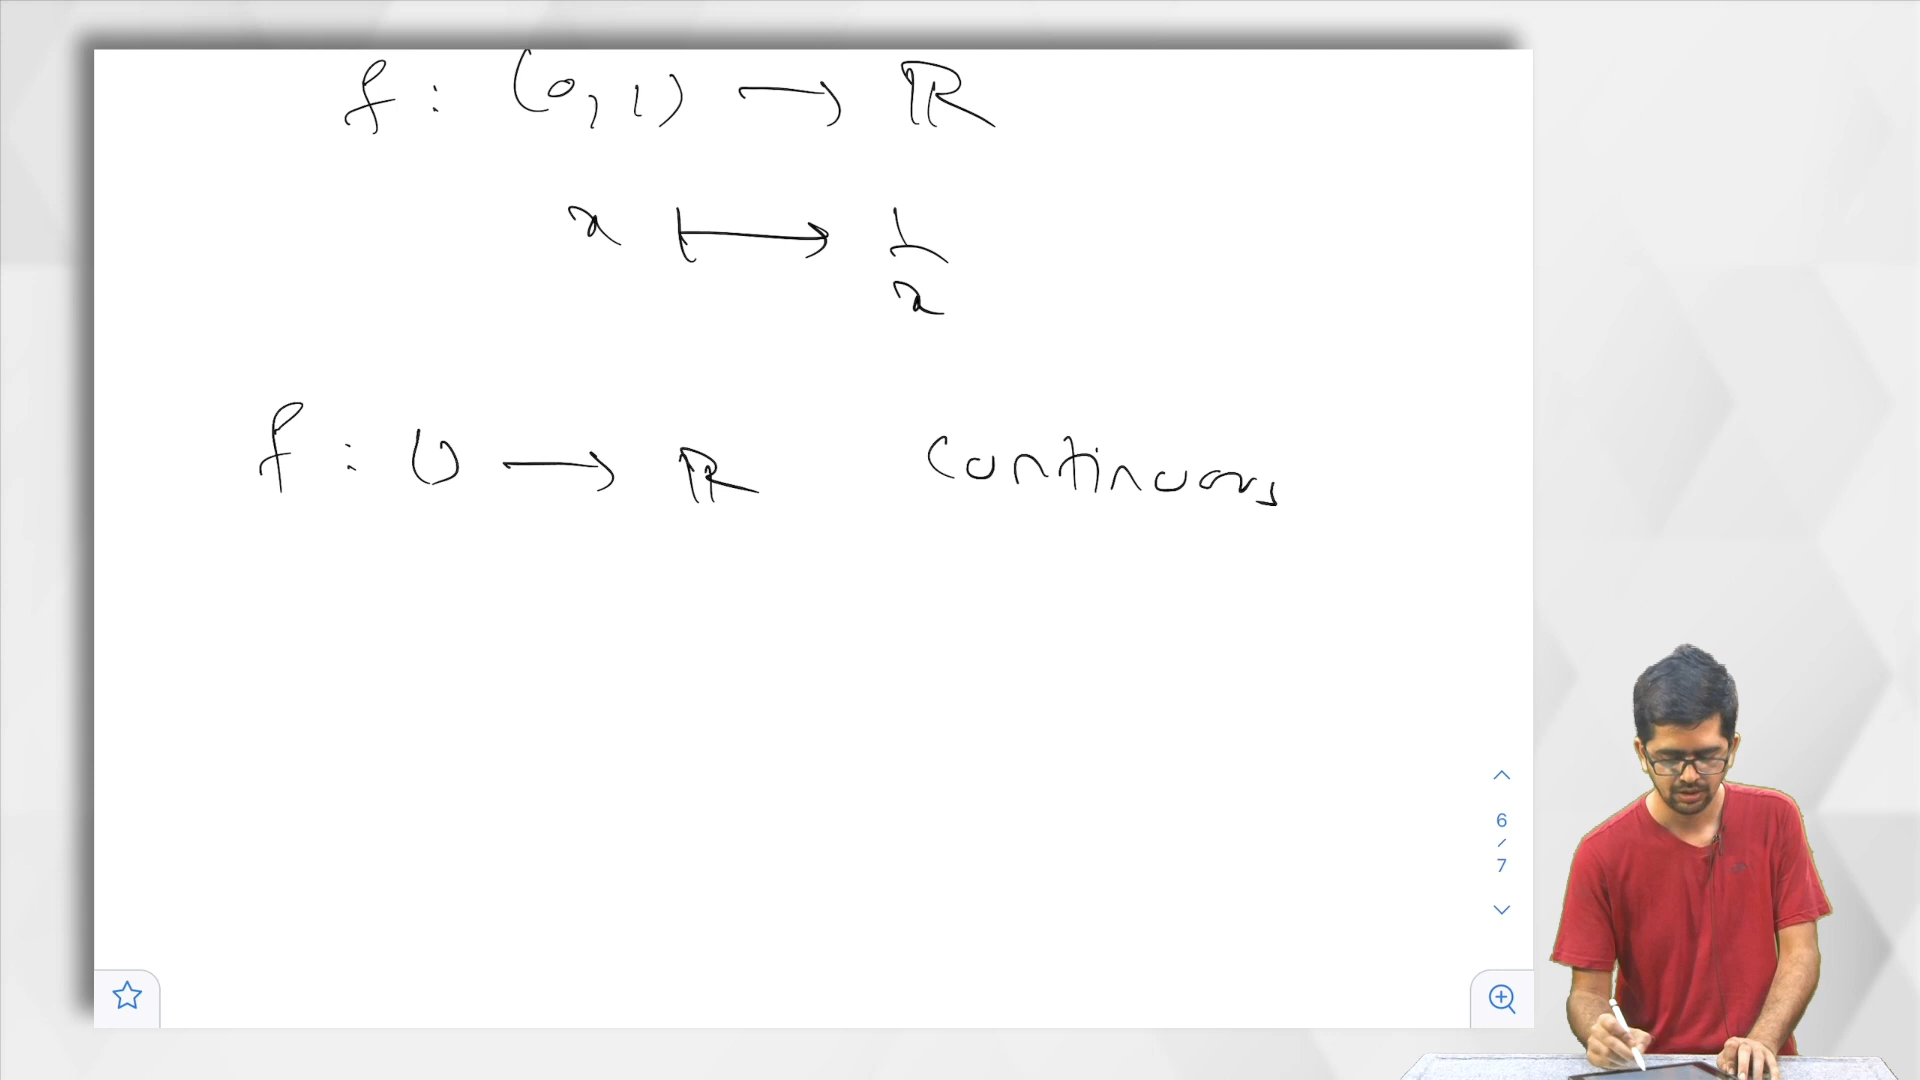 f : (0, 1) ⟶ ℝ
x ⟼ 1/x
f : U ⟶ ℝ continuous
6
/
7